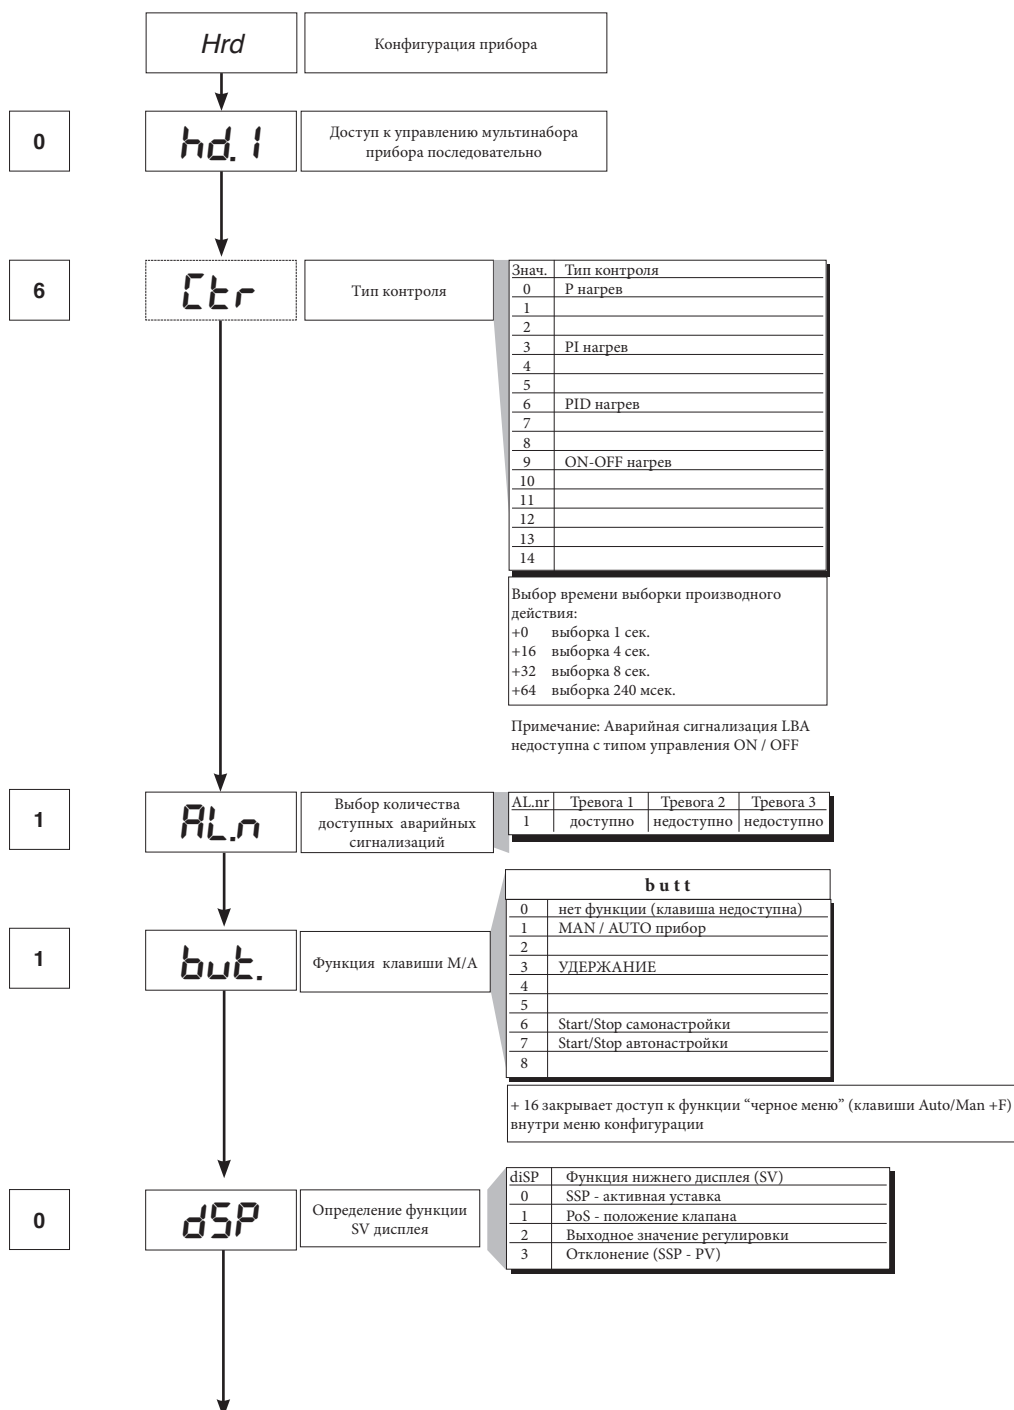 Hrd
Конфигурация прибора
0
hd. 1
Доступ к управлению мультинабора
прибора последовательно
6
Ctr
Тип контроля
Знач. Тип контроля
0 P нагрев
1
2
3 PI нагрев
4
5
6 PID нагрев
7
8
9 ON-OFF нагрев
10
11
12
13
14
Выбор времени выборки производного
действия:
+0 выборка 1 сек.
+16 выборка 4 сек.
+32 выборка 8 сек.
+64 выборка 240 мсек.
Примечание: Аварийная сигнализация LBA
недоступна с типом управления ON / OFF
1
AL.n
Выбор количества
доступных аварийных
сигнализаций
AL.nr Тревога 1 Тревога 2 Тревога 3
1 доступно недоступно недоступно
1
but.
Функция клавиши М/А
butt
0 нет функции (клавиша недоступна)
1 MAN / AUTO прибор
2
3 УДЕРЖАНИЕ
4
5
6 Start/Stop самонастройки
7 Start/Stop автонастройки
8
+ 16 закрывает доступ к функции “черное меню” (клавиши Auto/Man +F)
внутри меню конфигурации
0
dSP
Определение функции
SV дисплея
diSP Функция нижнего дисплея (SV)
0 SSP - активная уставка
1 PoS - положение клапана
2 Выходное значение регулировки
3 Отклонение (SSP - PV)